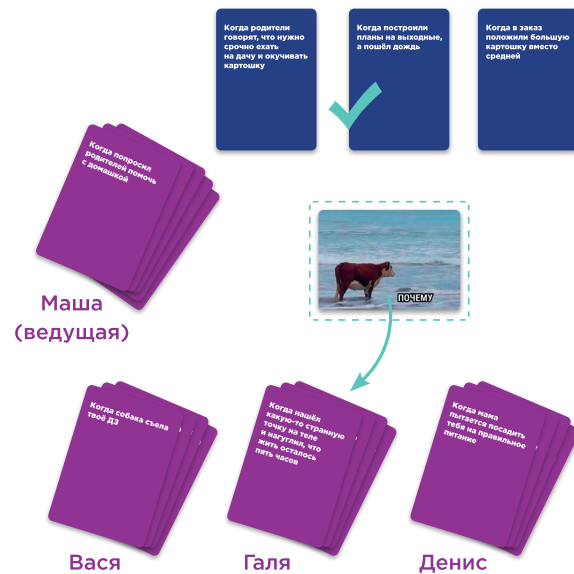 Когда родители
говорят, что нужно
срочно ехать
на дачу и окучивать
картошку
Когда построили
планы на выходные,
а пошёл дождь
Когда в заказ
положили большую
картошку вместо
средней
Когда попросил
родителей помочь
с домашкой
Маша
(ведущая)
ПОЧЕМУ
Когда собака съела
твоё ДЗ
Когда нашёл
какую-то странную
точку на теле
и нагуглил, что
жить осталось
пять часов
Когда мама
пытается посадить
тебя на правильное
питание
Вася
Галя
Денис